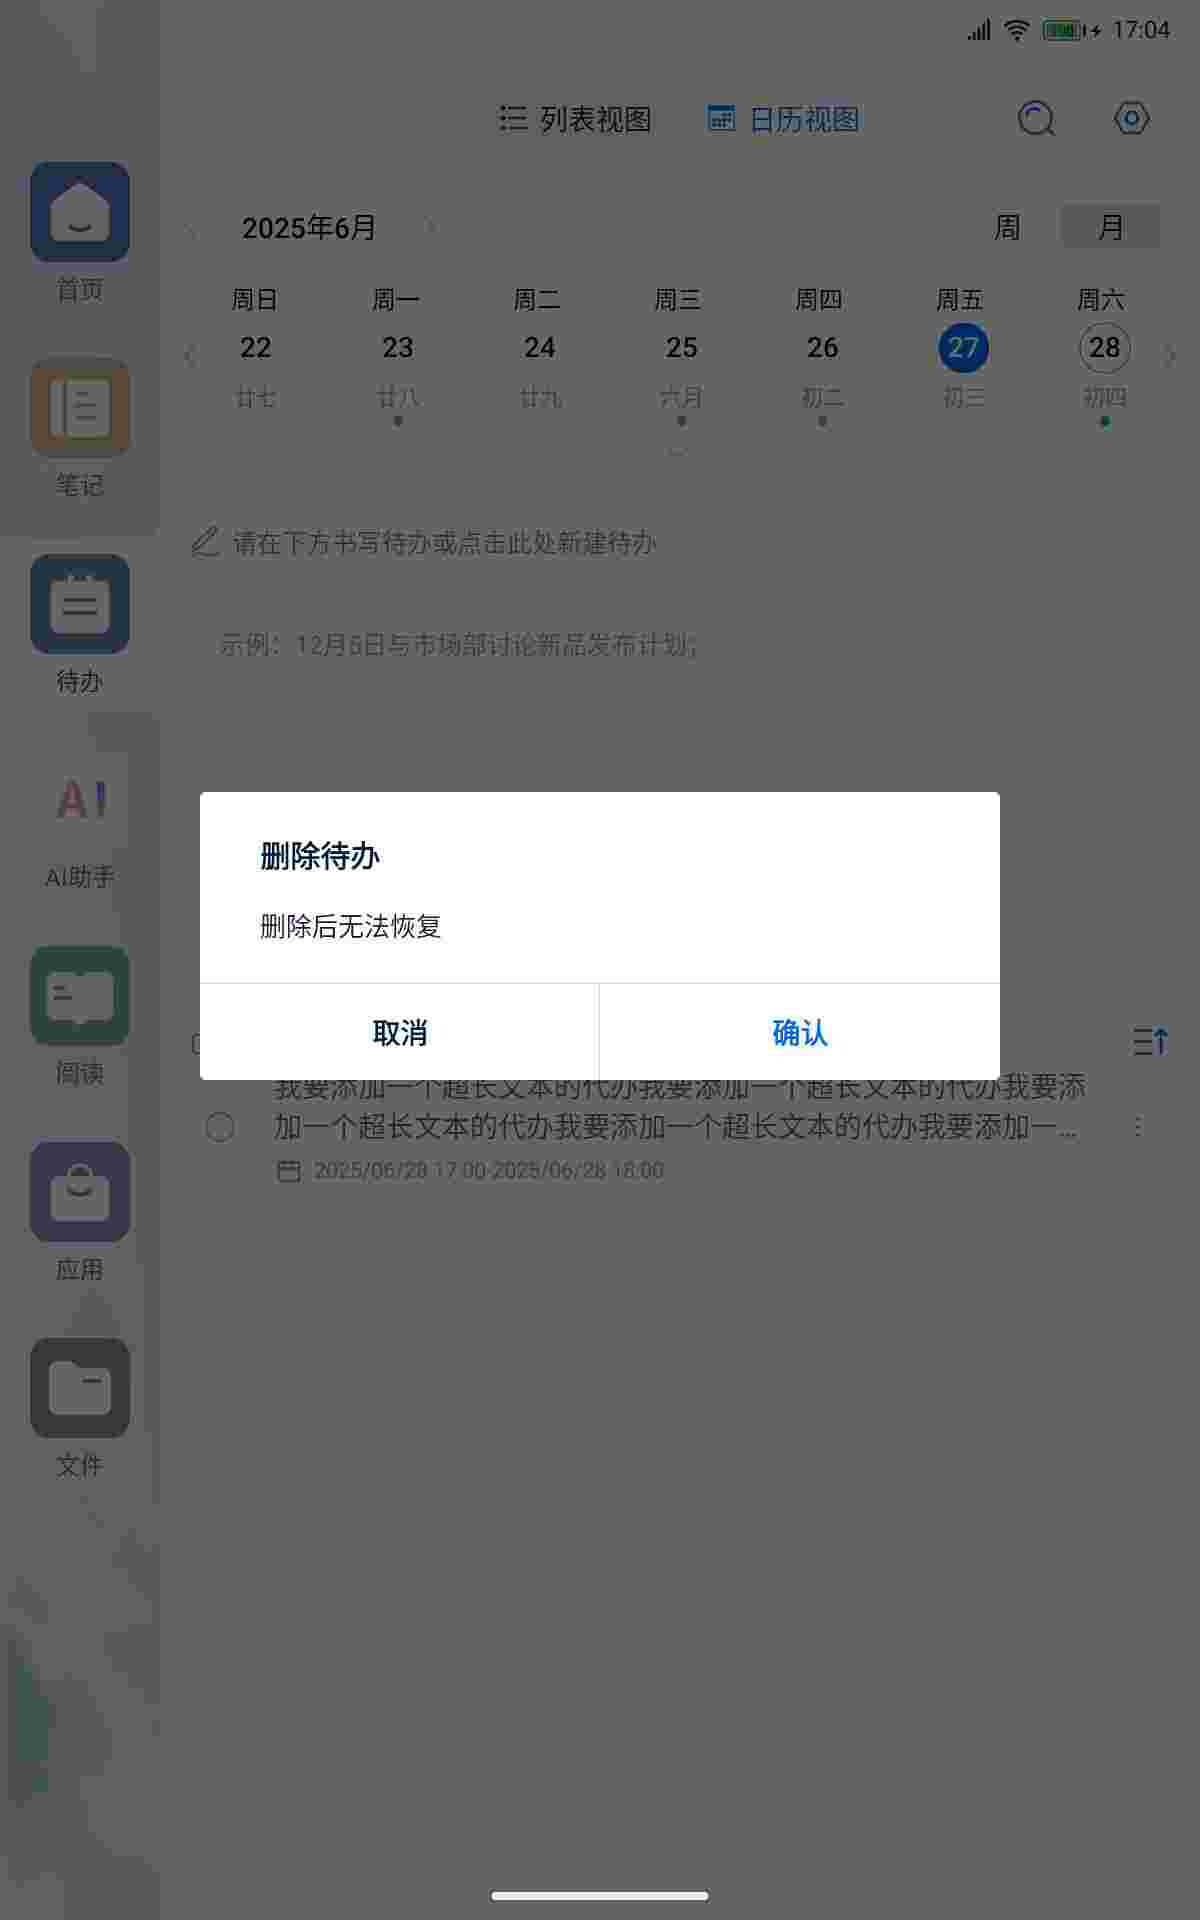 17:04
列表视图 日历视图
2025年6月 周 月
周日 周一 周二 周三 周四 周五 周六
22 23 24 25 26 27 28
廿七 廿八 廿九 六月 初二 初三 初四
首页
笔记
请在下方书写待办或点击此处新建待办
示例：12月6日与市场部讨论新品发布计划；
待办
AI
AI助手
删除待办
删除后无法恢复
取消 确认
阅读
我要添加一个超长文本的代办我要添加一个超长文本的代办我要添
加一个超长文本的代办我要添加一个超长文本的代办我要添加一...
2025/06/28 17:00-2025/06/28 18:00
应用
文件